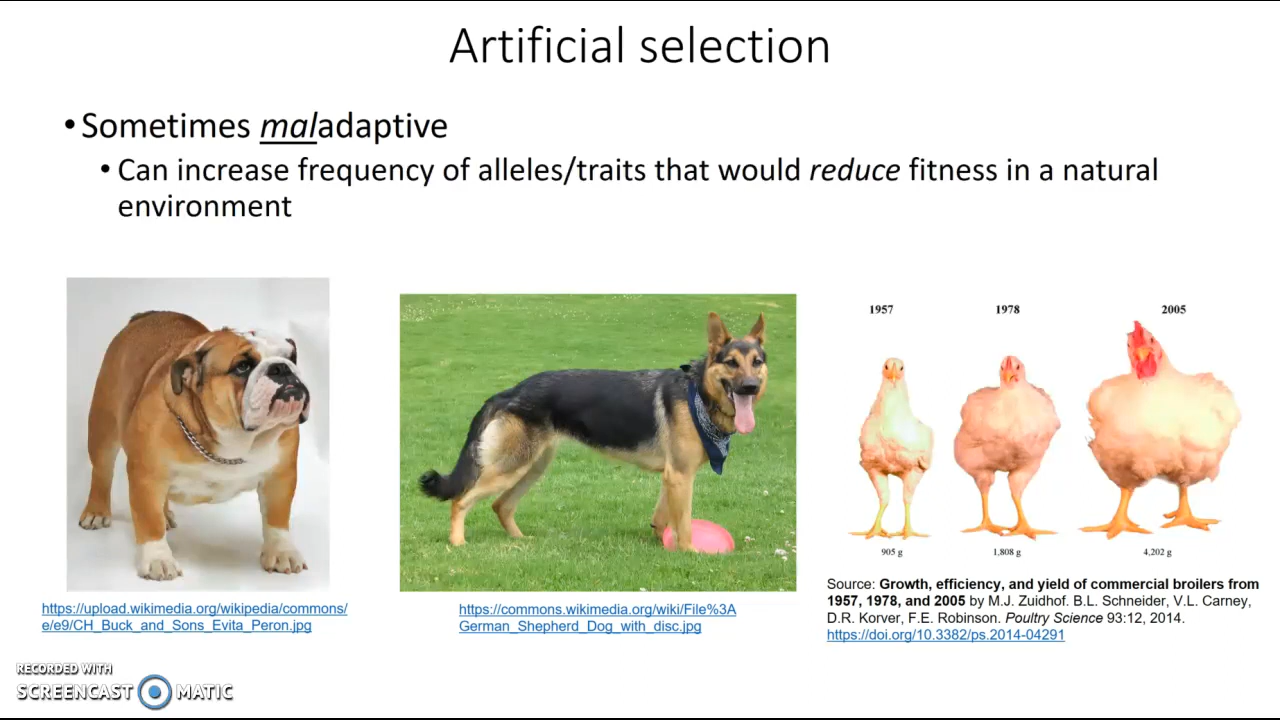 Artificial selection
• Sometimes maladaptive
• Can increase frequency of alleles/traits that would reduce fitness in a natural
environment
https://upload.wikimedia.org/wikipedia/commons/
e/e9/CH_Buck_and_Sons_Evita_Peron.jpg
https://commons.wikimedia.org/wiki/File%3A
German_Shepherd_Dog_with_disc.jpg
1957 1978 2005
905 g 1,808 g 4,202 g
Source: Growth, efficiency, and yield of commercial broilers from
1957, 1978, and 2005 by M.J. Zuidhof. B.L. Schneider, V.L. Carney,
D.R. Korver, F.E. Robinson. Poultry Science 93:12, 2014.
https://doi.org/10.3382/ps.2014-04291
RECORDED WITH
SCREENCAST MATIC